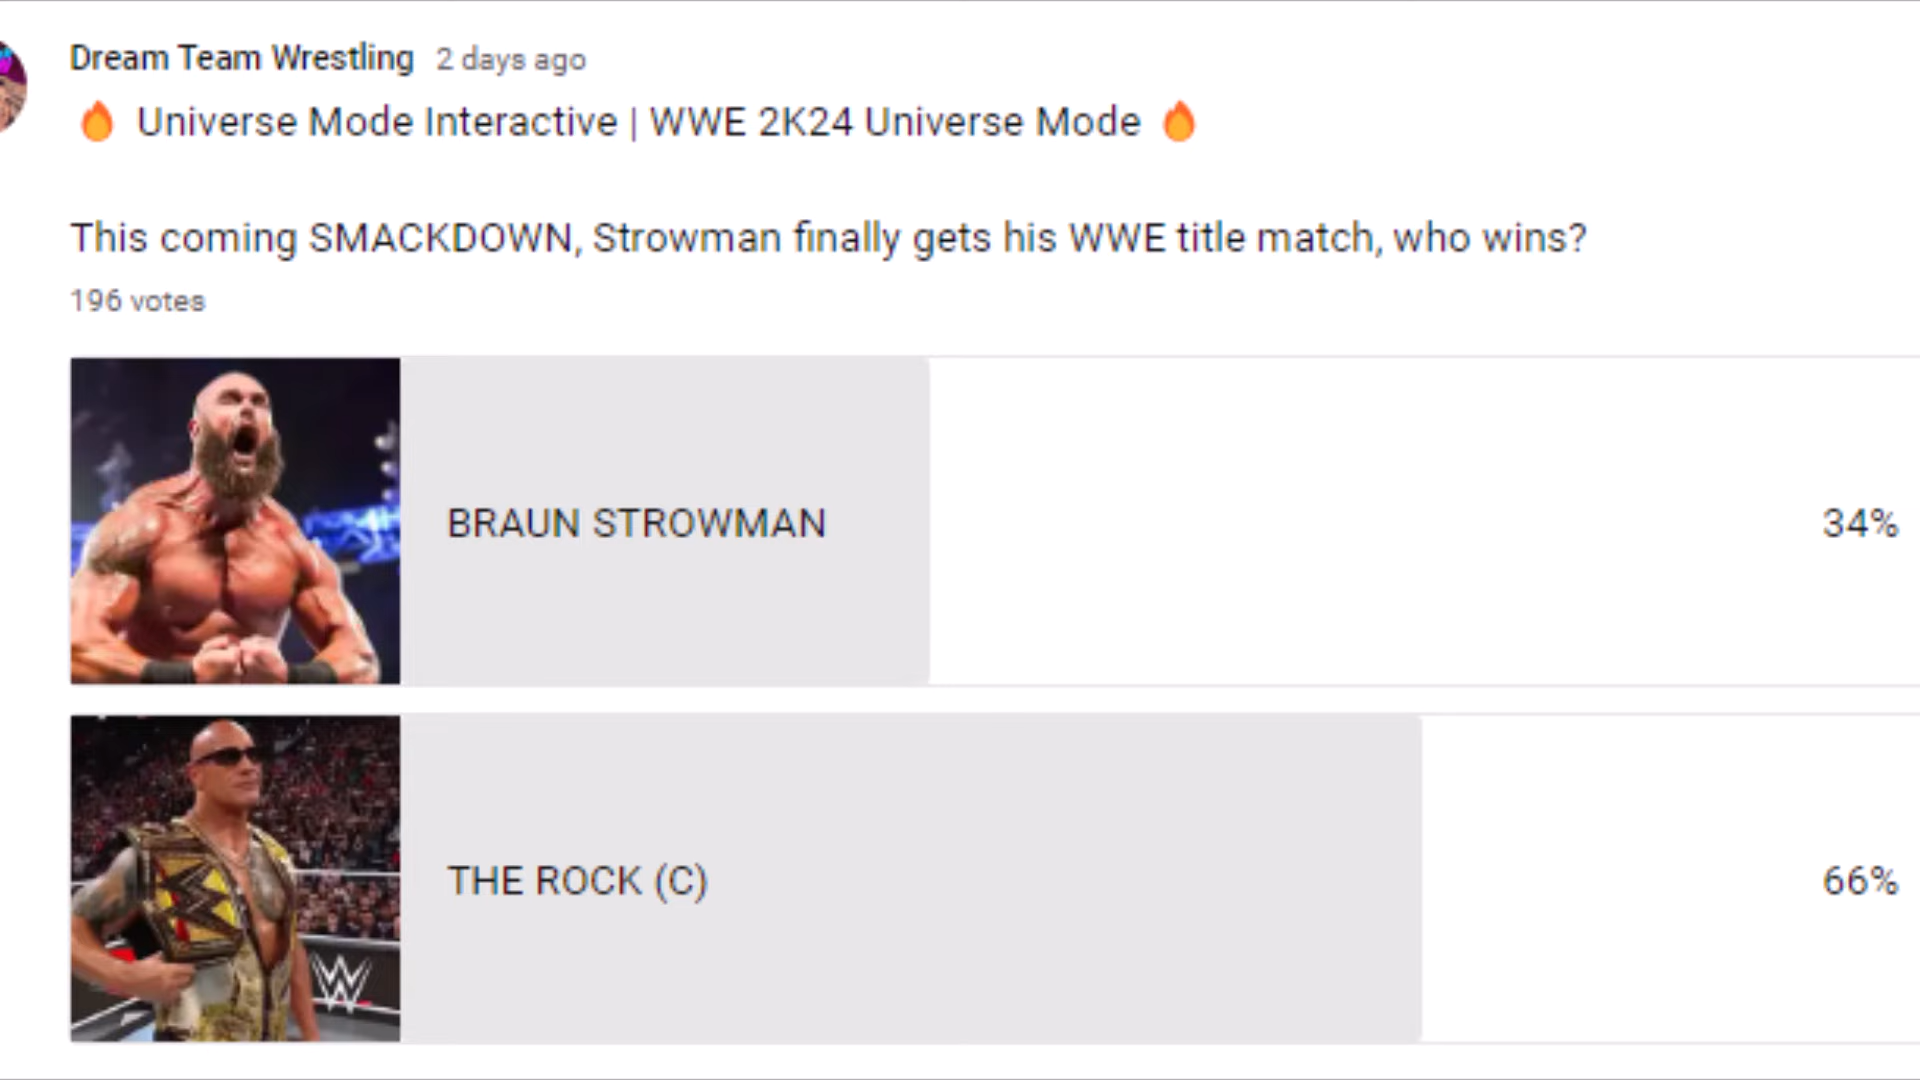 Dream Team Wrestling 2 days ago
🔥 Universe Mode Interactive | WWE 2K24 Universe Mode 🔥
This coming SMACKDOWN, Strowman finally gets his WWE title match, who wins?
196 votes
BRAUN STROWMAN 34%
THE ROCK (C) 66%